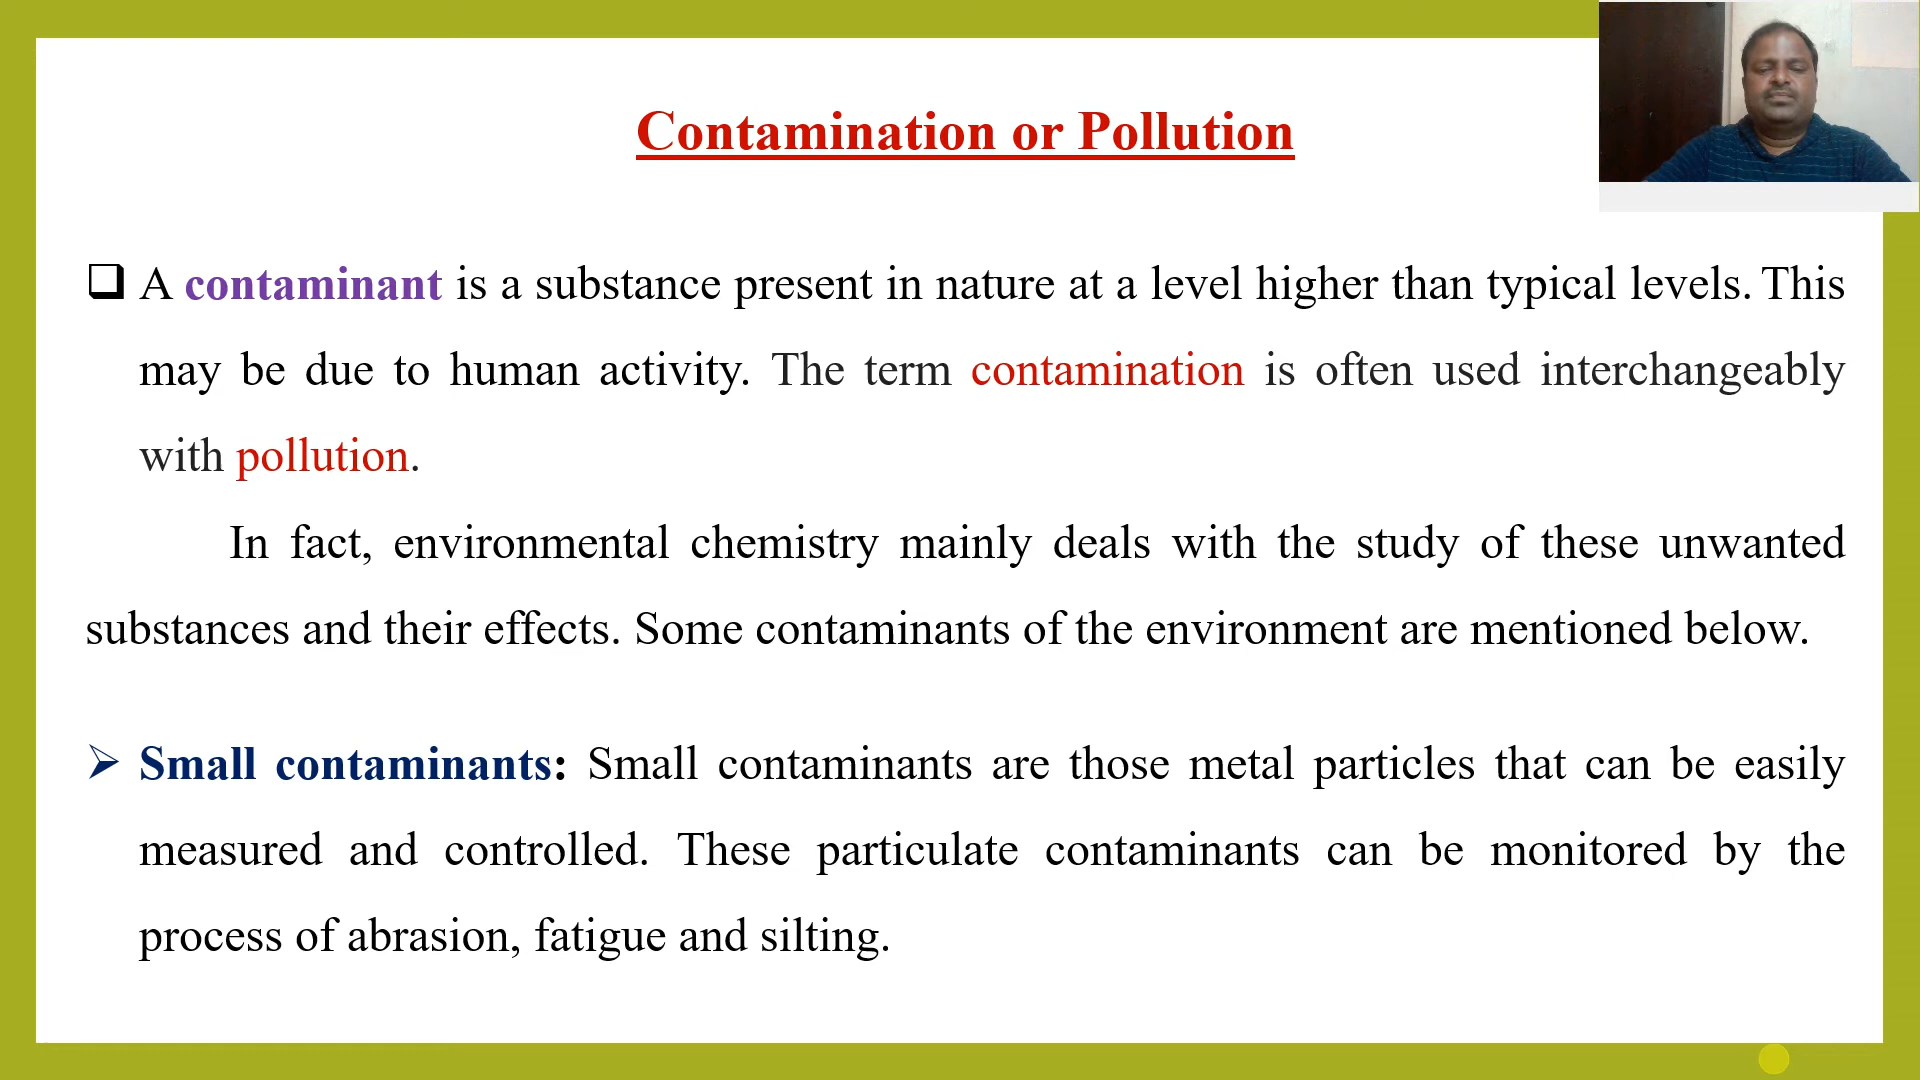 Contamination or Pollution
❑ A contaminant is a substance present in nature at a level higher than typical levels. This
may be due to human activity. The term contamination is often used interchangeably
with pollution.
In fact, environmental chemistry mainly deals with the study of these unwanted
substances and their effects. Some contaminants of the environment are mentioned below.
➢ Small contaminants: Small contaminants are those metal particles that can be easily
measured and controlled. These particulate contaminants can be monitored by the
process of abrasion, fatigue and silting.